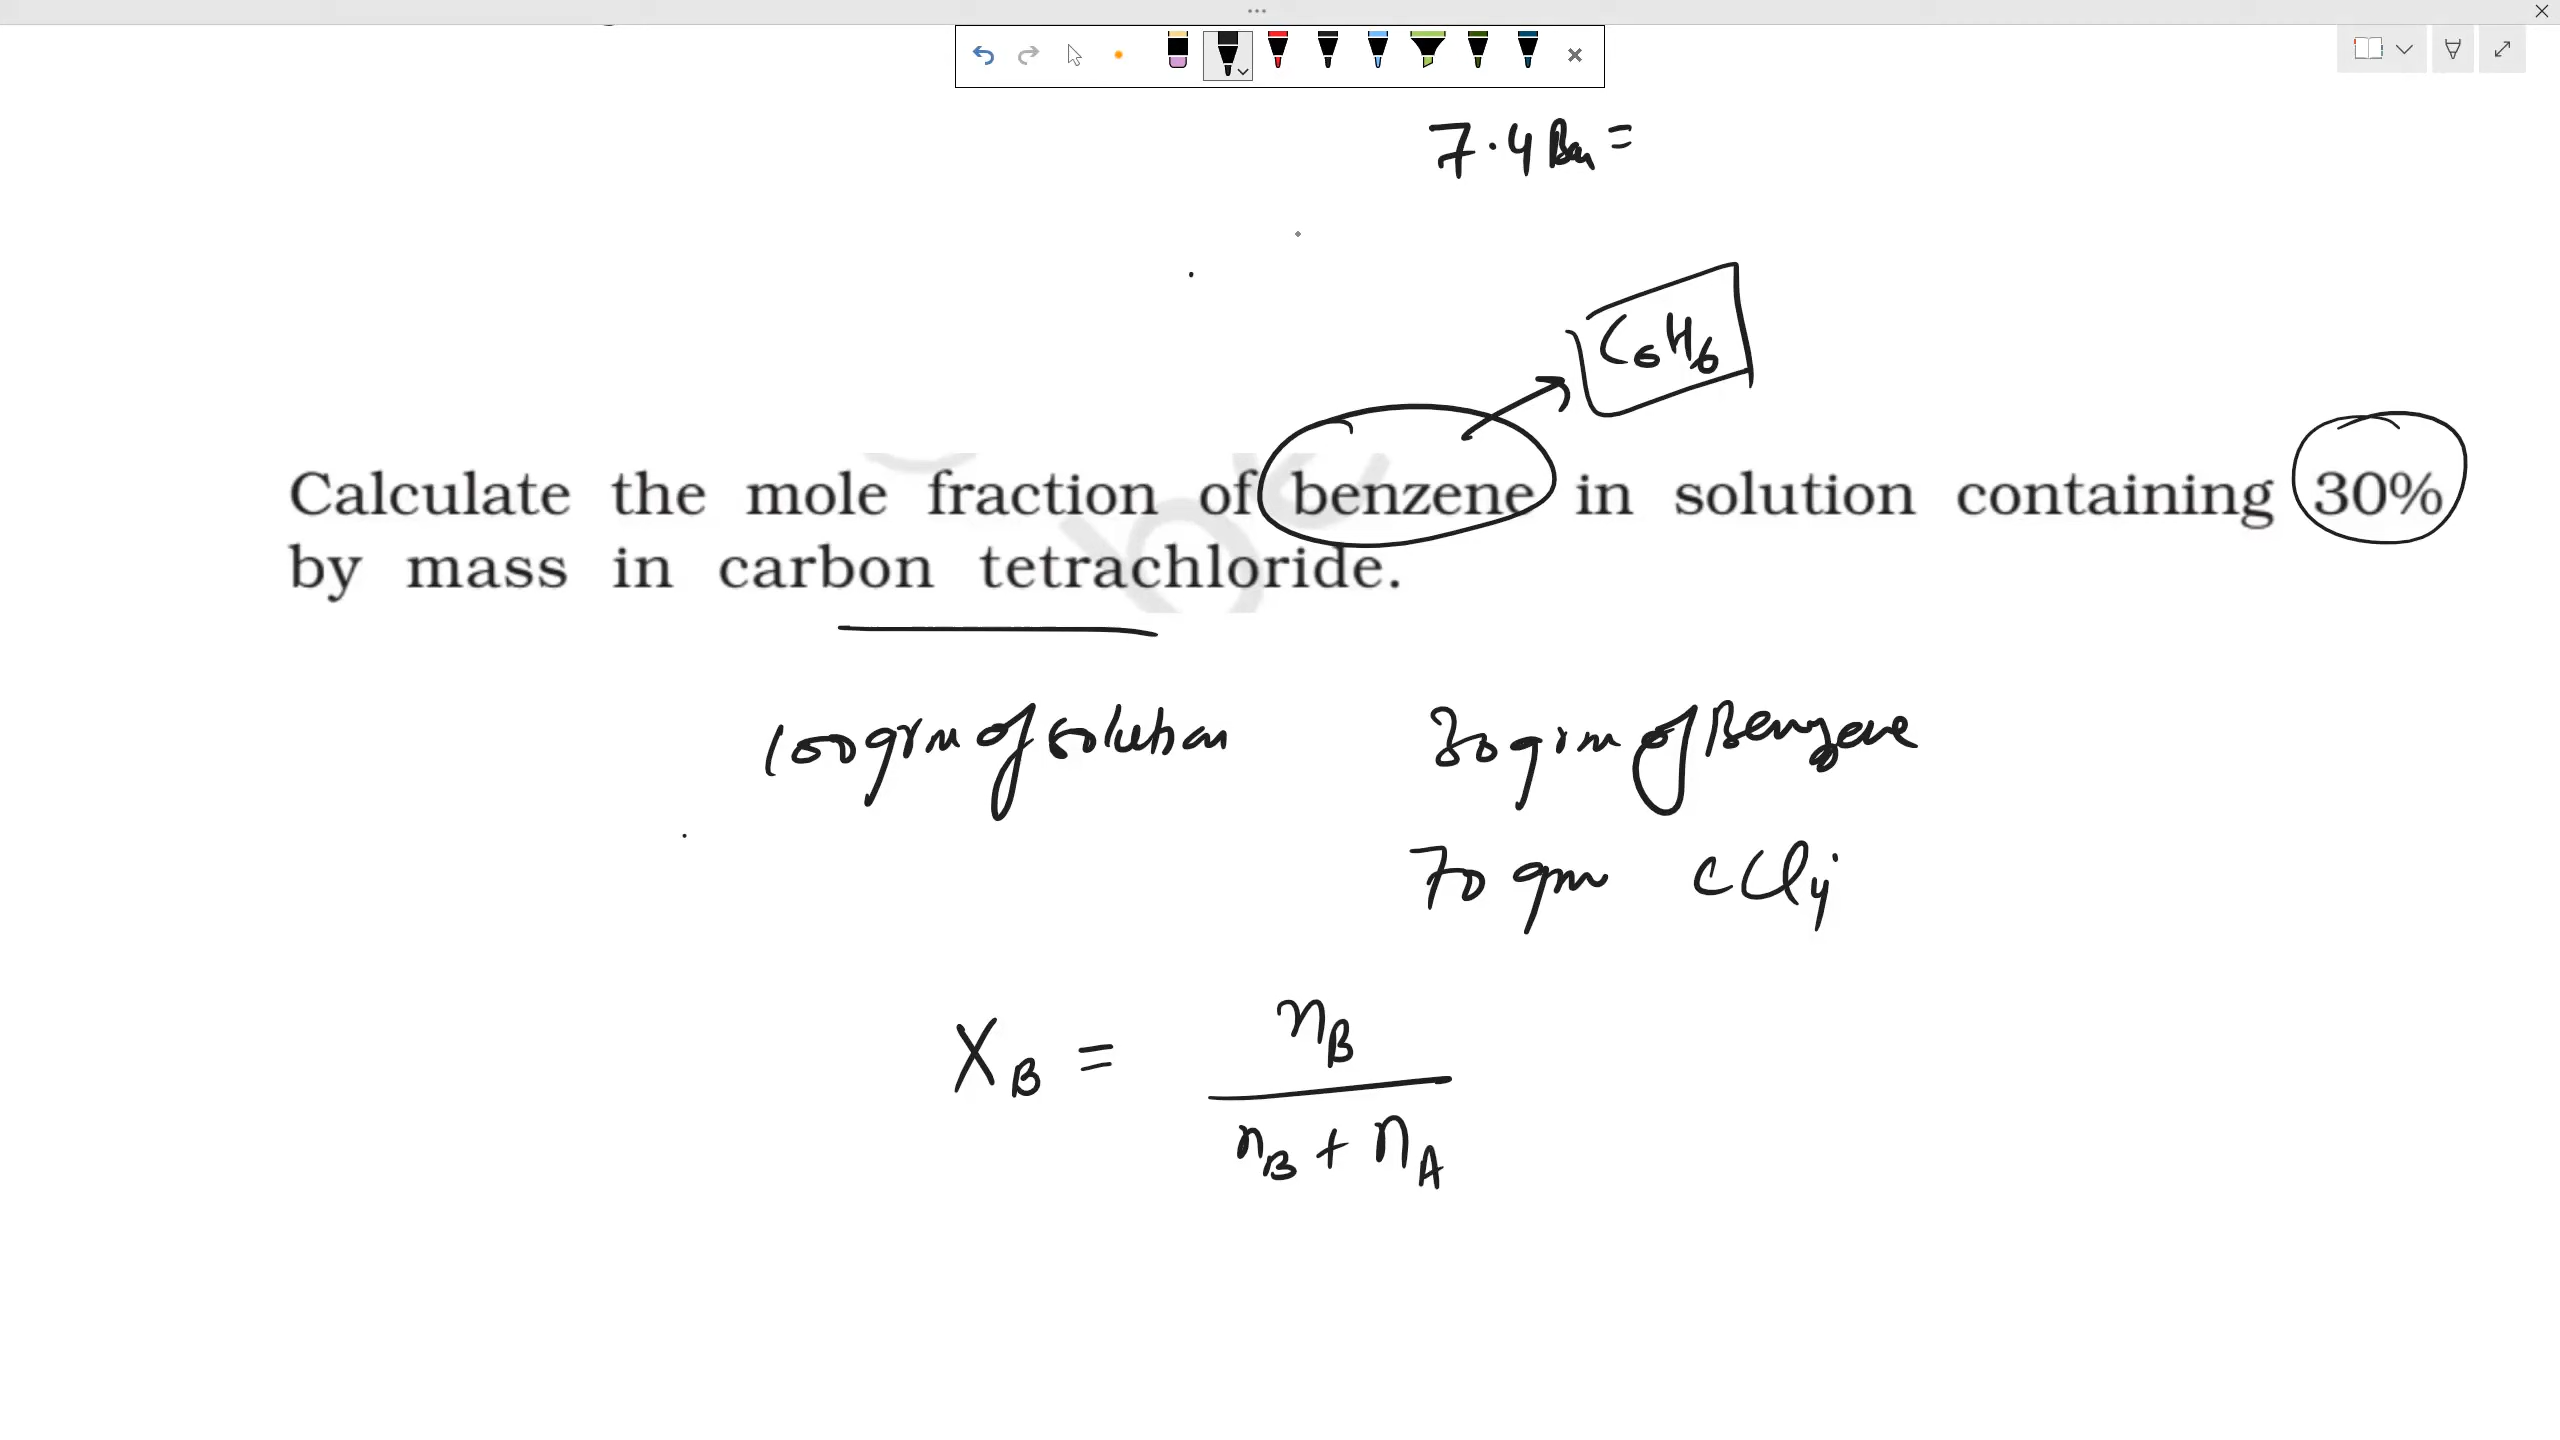 7.4 Ben =
C6H6
Calculate the mole fraction of benzene in solution containing 30%
by mass in carbon tetrachloride.
100 grm of solution 30 grm of Benzene
70 gm CCl4
XB = nB
nB + nA